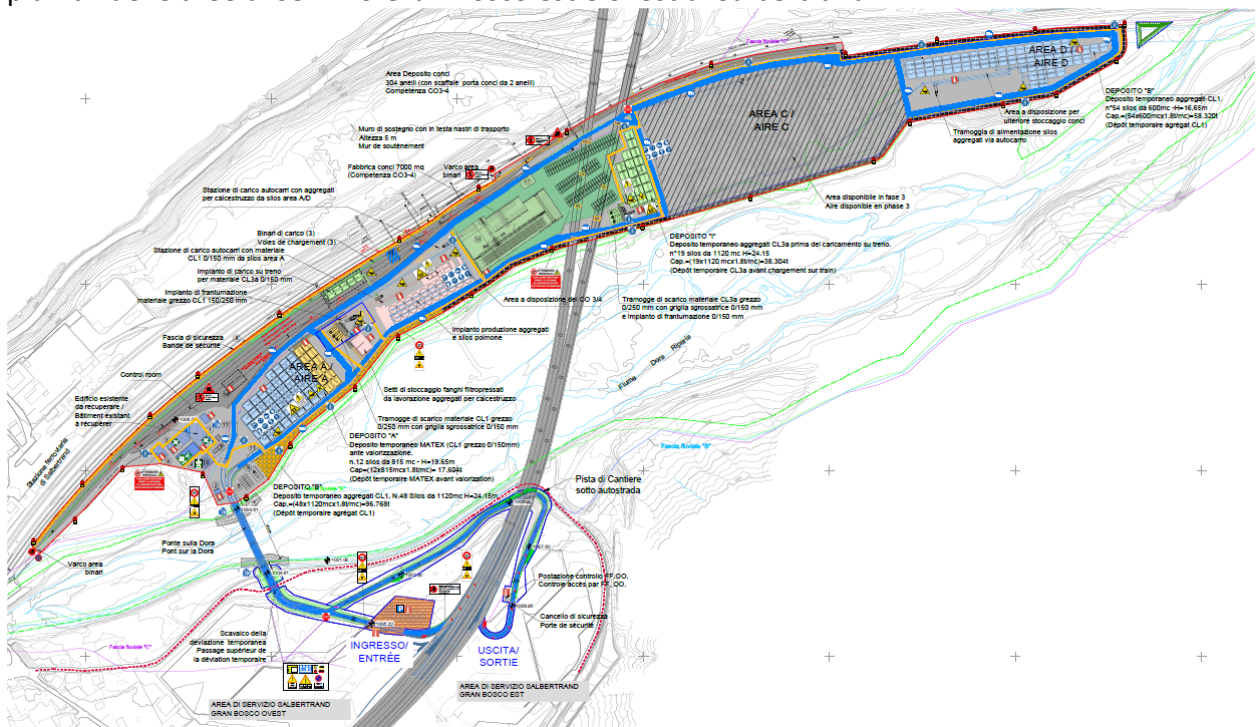 Fascia fluviale "C"
AREA D /
AIRE D
Area Deposito conci
304 anelli (con scaffale porta conci da 2 anelli)
Competenza CO3-4
DEPOSITO "B"
Deposito temporaneo aggregati CL1.
n°54 silos da 600mc -H=16.65m
Cap.=(54x600mcx1.8t/mc)=58.320t
(Dépôt temporaire agrégat CL1)
AREA C /
AIRE C
Area a disposizione per
ulteriore stoccaggio conci
Tramoggia di alimentazione silos
aggregati via autocarro
Muro di sostegno con in testa nastri di trasporto
Altezza 5 m
Mur de soutènement
Fabbrica conci 7000 mq
(Competenza CO3-4)
Varco area
binari
Stazione di carico autocarri con aggregati
per calcestruzzo da silos area A/D
Area disponibile in fase 3
Aire disponible en phase 3
Binari di carico (3)
Voies de chargement (3)
Stazione di carico autocarri con materiale
CL1 0/150 mm da silos area A
DEPOSITO "I"
Deposito temporaneo aggregati CL3a prima del caricamento su treno.
n°19 silos da 1120 mc H=24.15
Cap.=(19x1120mcx1.8t/mc)=38.304t
(Dépôt temporaire CL3a avant chargement sur train)
Impianto di carico su treno
per materiale CL3a 0/150 mm
Impianto di frantumazione
materiale grezzo CL1 150/250 mm
Area a disposizione del CO 3/4
Tramogge di scarico materiale CL3a grezzo
0/250 mm con griglia sgrossatrice 0/150 mm
e Impianto di frantumazione 0/150 mm
Impianto produzione aggregati
e silos polmone
Fascia di sicurezza
Bande de sécurité
Fiume Dora Riparia
AREA A /
AIRE A
Control room
Setti di stoccaggio fanghi filtropressati
da lavorazione aggregati per calcestruzzo
Edificio esistente
da recuperare /
Bâtiment existant
à récupérer
Tramogge di scarico materiale CL1 grezzo
0/250 mm con griglia sgrossatrice 0/150 mm
DEPOSITO "A"
Deposito temporaneo MATEX (CL1 grezzo 0/150mm)
ante valorizzazione.
n.12 silos da 815 mc - H=19.65m
Cap=(12x815mcx1.8t/mc)= 17.604t
(Dépôt temporaire MATEX avant valorization)
Fascia fluviale "B"
Stazione ferroviaria
di Salbertrand
DEPOSITO "B"
Deposito temporaneo aggregati CL1. N.48 Silos da 1120mc H=24.15m
Cap.=(48x1120mcx1.8t/mc)=96.768t
(Dépôt temporaire agrégat CL1)
Pista di Cantiere
sotto autostrada
Ponte sulla Dora
Pont sur la Dora
Varco area
binari
Postazione controllo FF.OO.
Controle accès par FF. OO.
Cancello di sicurezza
Porte de sécurité
P
Scavalco della
deviazione temporanea
Passage supérieur de
la déviation temporaire
Fascia fluviale "C"
INGRESSO/
ENTRÉE
USCITA/
SORTIE
AREA DI SERVIZIO SALBERTRAND
GRAN BOSCO EST
AREA DI SERVIZIO SALBERTRAND
GRAN BOSCO OVEST